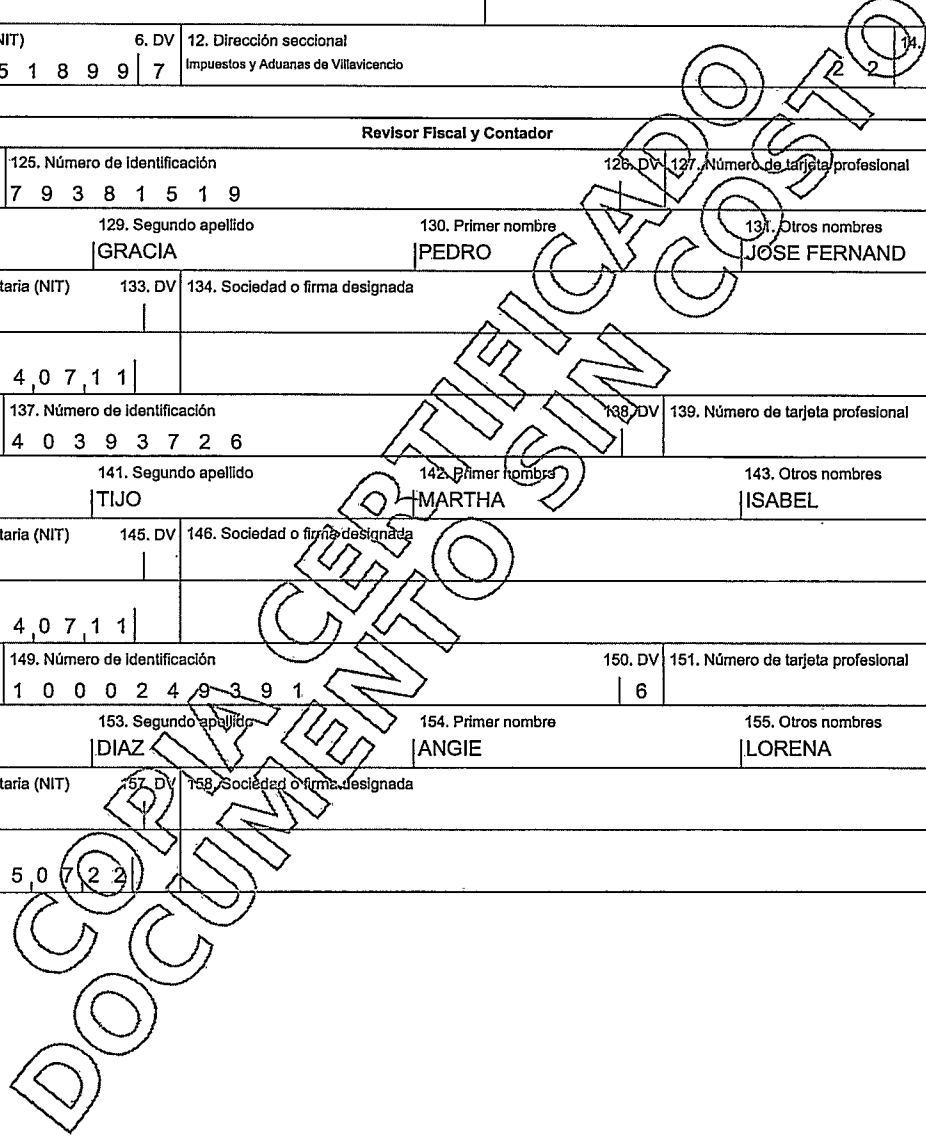 NIT) 6. DV 12. Dirección seccional 14.
5 1 8 9 9 7 Impuestos y Aduanas de Villavicencio 2 2
Revisor Fiscal y Contador
125. Número de identificación 126. DV 127. Número de tarjeta profesional
7 9 3 8 1 5 1 9
129. Segundo apellido 130. Primer nombre 131. Otros nombres
GRACIA PEDRO JOSE FERNAND
taria (NIT) 133. DV 134. Sociedad o firma designada
4 0 7 1 1
137. Número de identificación 138. DV 139. Número de tarjeta profesional
4 0 3 9 3 7 2 6
141. Segundo apellido 142. Primer nombre 143. Otros nombres
TIJO MARTHA ISABEL
taria (NIT) 145. DV 146. Sociedad o firma designada
4 0 7 1 1
149. Número de identificación 150. DV 151. Número de tarjeta profesional
1 0 0 0 2 4 9 3 9 1 6
153. Segundo apellido 154. Primer nombre 155. Otros nombres
DIAZ ANGIE LORENA
taria (NIT) 157. DV 158. Sociedad o firma designada
5 0 7 2 2
COPIA CERTIFICADO
DOCUMENTO SIN COSTO